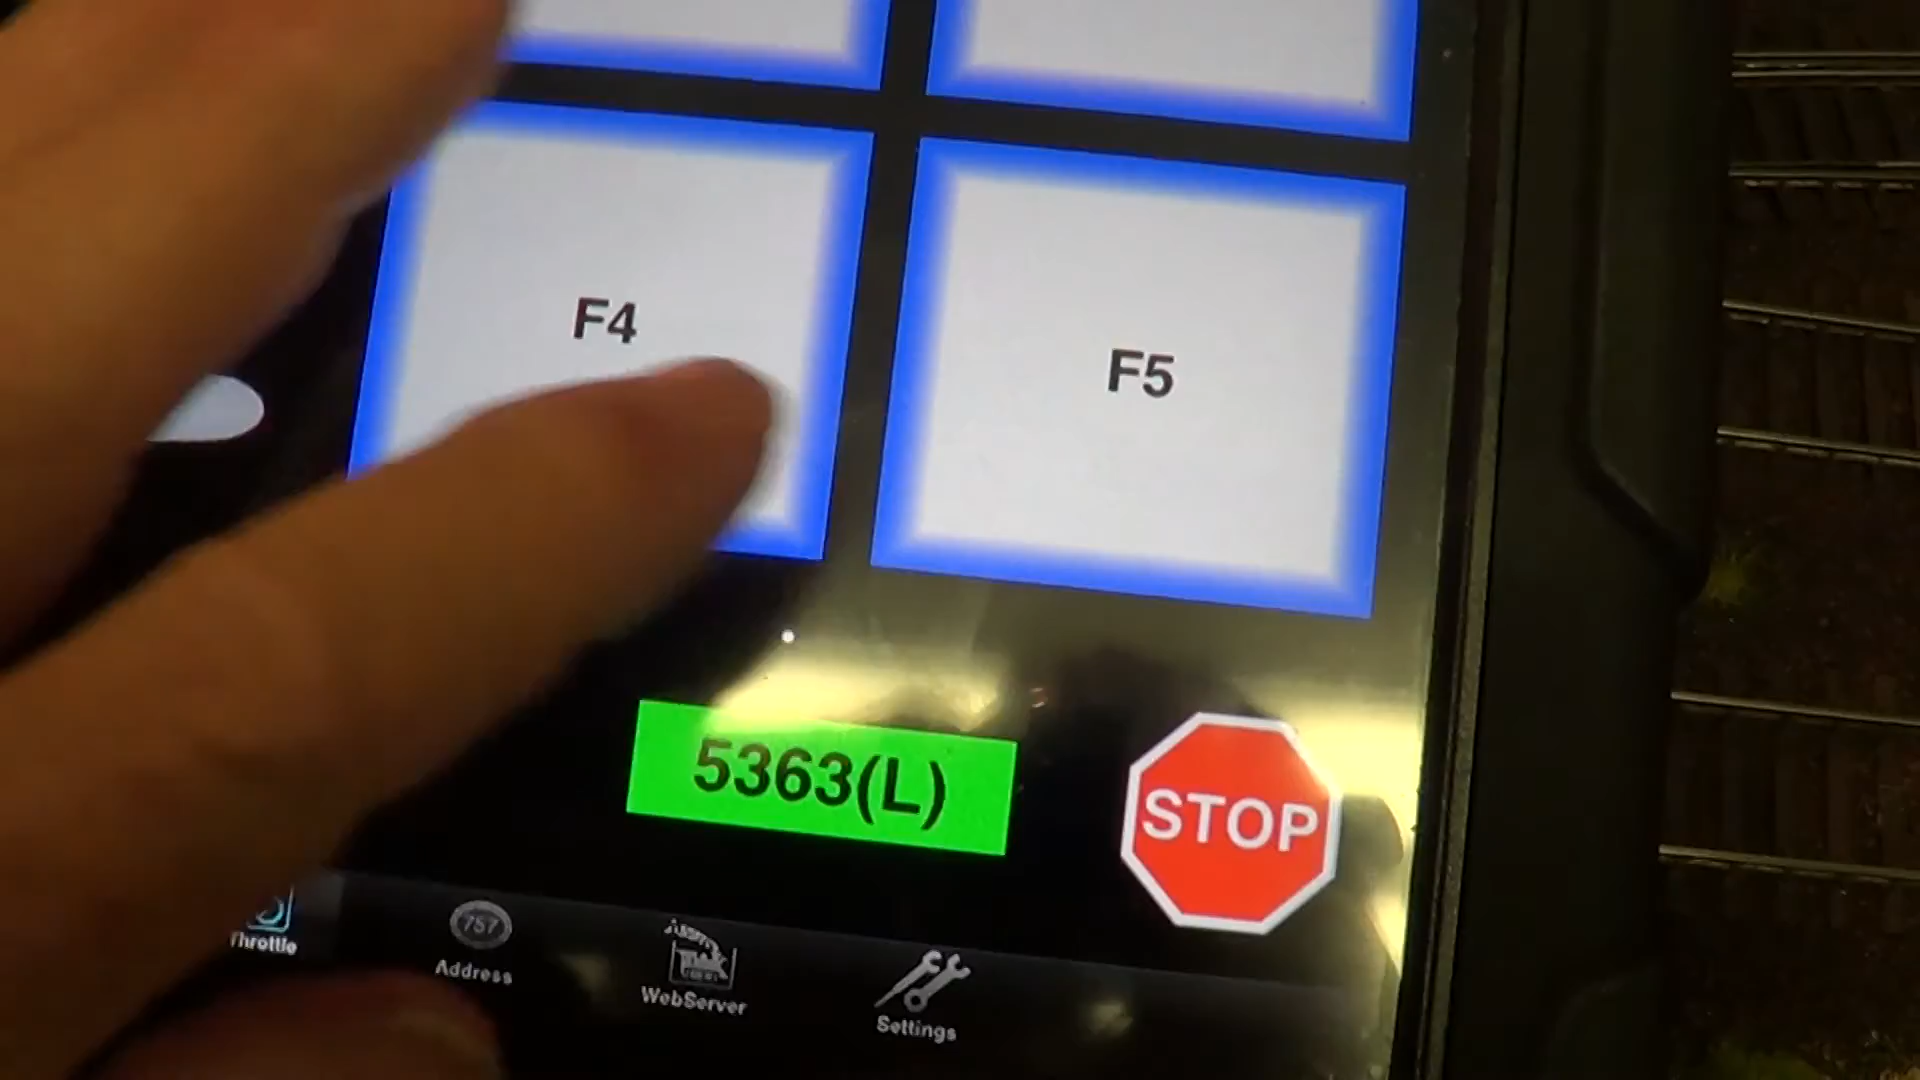 F4
F5
5363(L)
STOP
Throttle
757
Address
WebServer
Settings